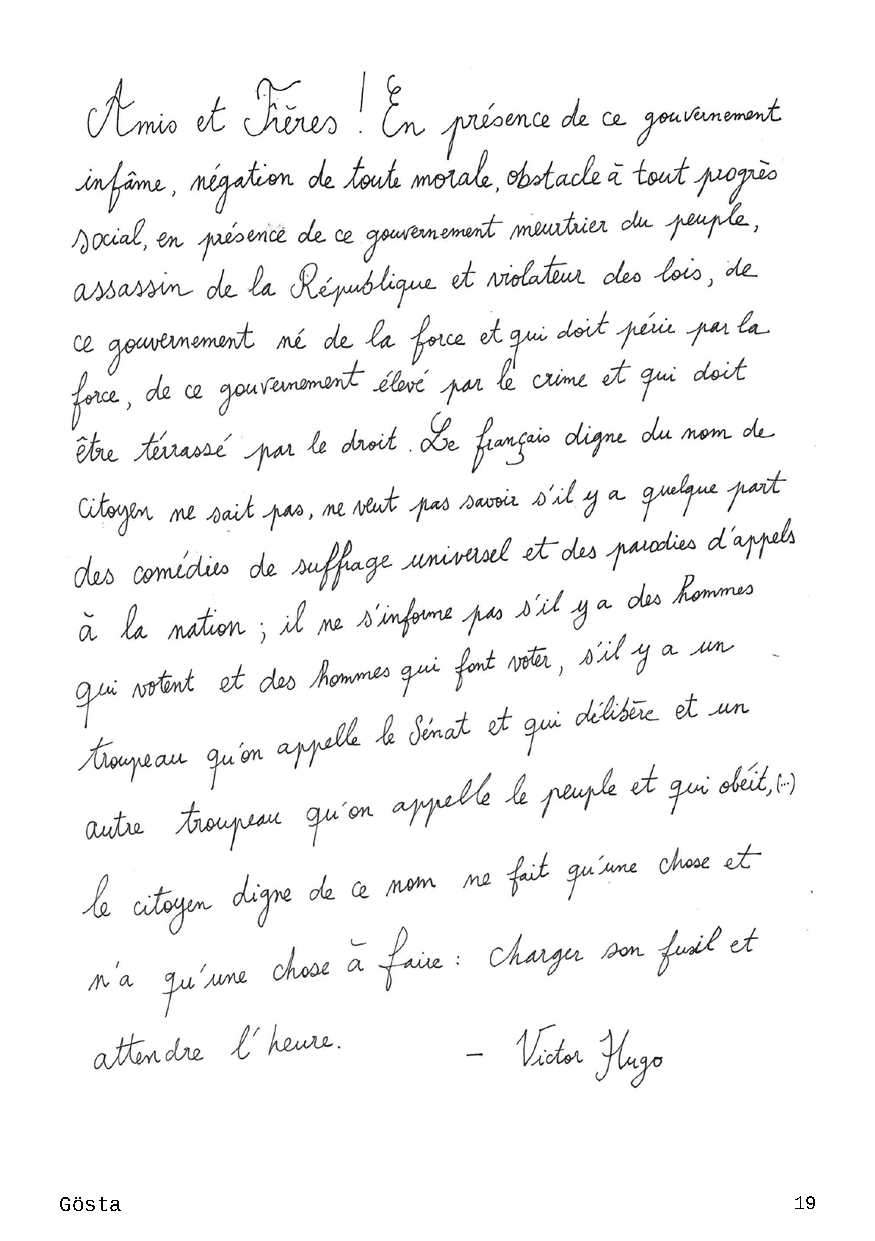 Amis et Frères ! En présence de ce gouvernement
infâme, négation de toute morale, obstacle à tout progrès
social, en présence de ce gouvernement meurtrier du peuple,
assassin de la République et violateur des lois, de
ce gouvernement né de la force et qui doit périr par la
force, de ce gouvernement élevé par le crime et qui doit
être térrassé par le droit. Le français digne du nom de
citoyen ne sait pas, ne veut pas savoir s'il y a quelque part
des comédies de suffrage universel et des parodies d'appels
à la nation ; il ne s'informe pas s'il y a des hommes
qui votent et des hommes qui font voter, s'il y a un
troupeau qu'on appelle le Sénat et qui délibère et un
autre troupeau qu'on appelle le peuple et qui obéit, (...)
le citoyen digne de ce nom ne fait qu'une chose et
n'a qu'une chose à faire : charger son fusil et
attendre l'heure.
– Victor Hugo
Gösta
19